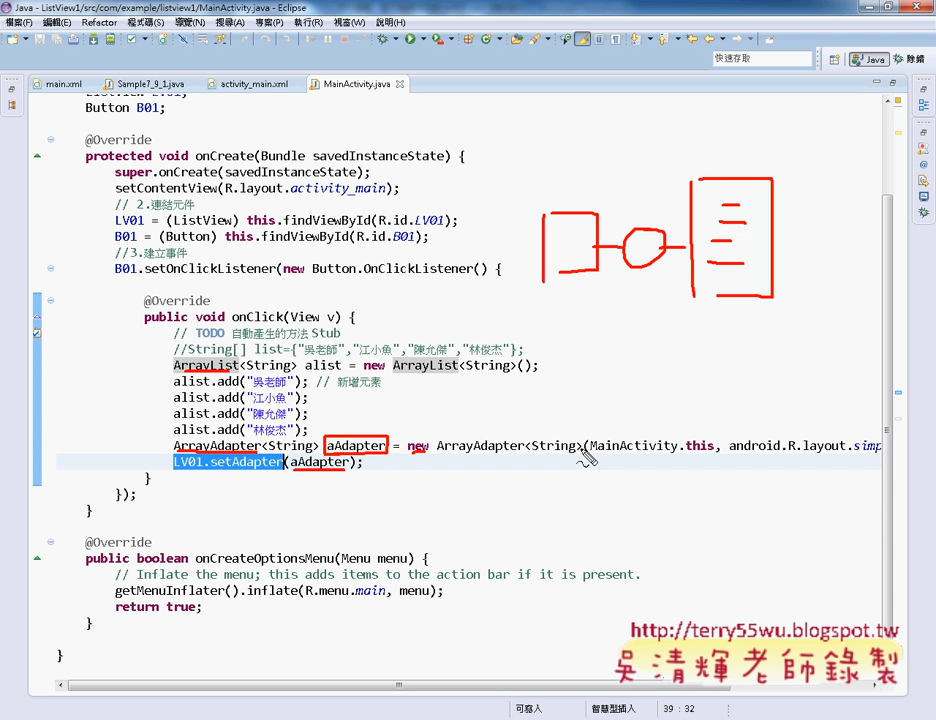 Java - ListView1/src/com/example/listview1/MainActivity.java - Eclipse
檔案(F) 編輯(E) Refactor 程式碼(S) 導覽(N) 搜尋(A) 專案(P) 執行(R) 視窗(W) 說明(H)
快速存取 Java 除錯
main.xml Sample7_9_1.java activity_main.xml MainActivity.java
Button B01;
@Override
protected void onCreate(Bundle savedInstanceState) {
super.onCreate(savedInstanceState);
setContentView(R.layout.activity_main);
// 2.連結元件
LV01 = (ListView) this.findViewById(R.id.LV01);
B01 = (Button) this.findViewById(R.id.B01);
//3.建立事件
B01.setOnClickListener(new Button.OnClickListener() {
@Override
public void onClick(View v) {
// TODO 自動產生的方法 Stub
//String[] list={"吳老師","江小魚","陳允傑","林俊杰"};
ArrayList<String> alist = new ArrayList<String>();
alist.add("吳老師"); // 新增元素
alist.add("江小魚");
alist.add("陳允傑");
alist.add("林俊杰");
ArrayAdapter<String> aAdapter = new ArrayAdapter<String>(MainActivity.this, android.R.layout.simp
LV01.setAdapter(aAdapter);
}
});
}
@Override
public boolean onCreateOptionsMenu(Menu menu) {
// Inflate the menu; this adds items to the action bar if it is present.
getMenuInflater().inflate(R.menu.main, menu);
return true;
}
}
http://terry55wu.blogspot.tw
吳清輝老師錄製
可寫入 智慧型插入 39 : 32